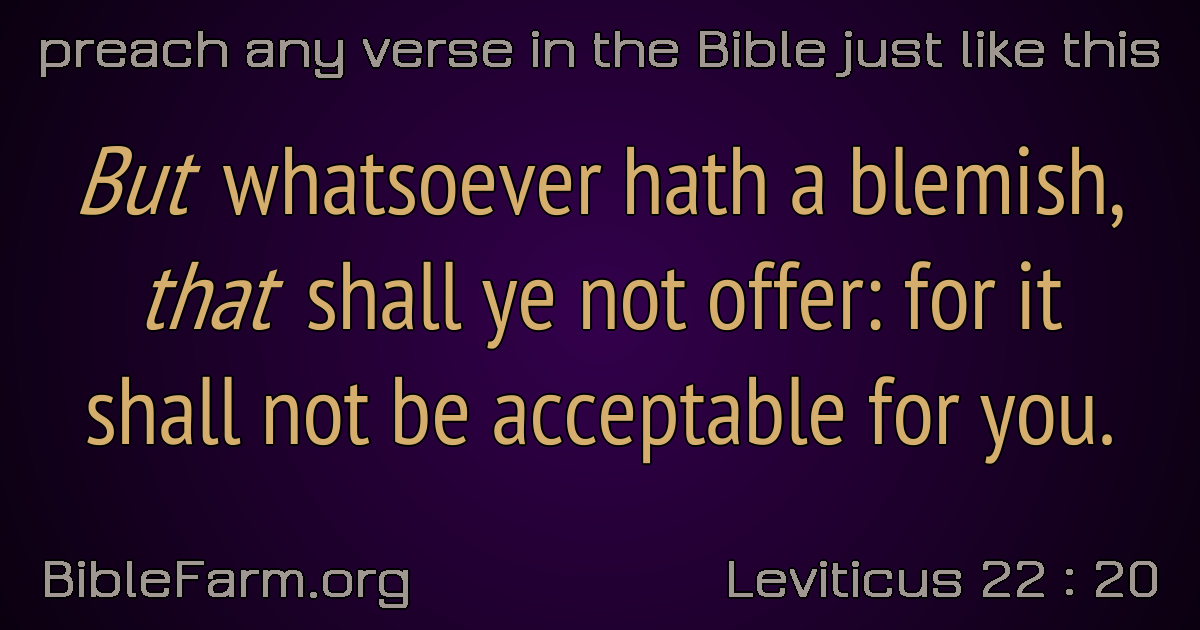 preach any verse in the Bible just like this
But whatsoever hath a blemish,
that shall ye not offer: for it
shall not be acceptable for you.
BibleFarm.org
Leviticus 22 : 20